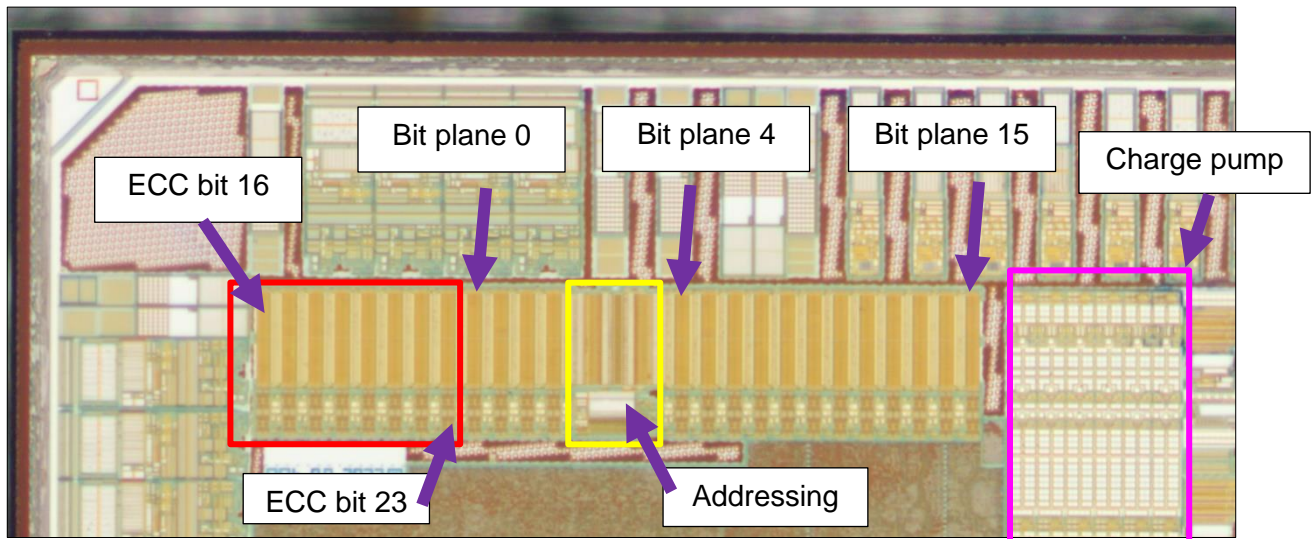 Bit plane 0
Bit plane 4
Bit plane 15
Charge pump
ECC bit 16
ECC bit 23
Addressing